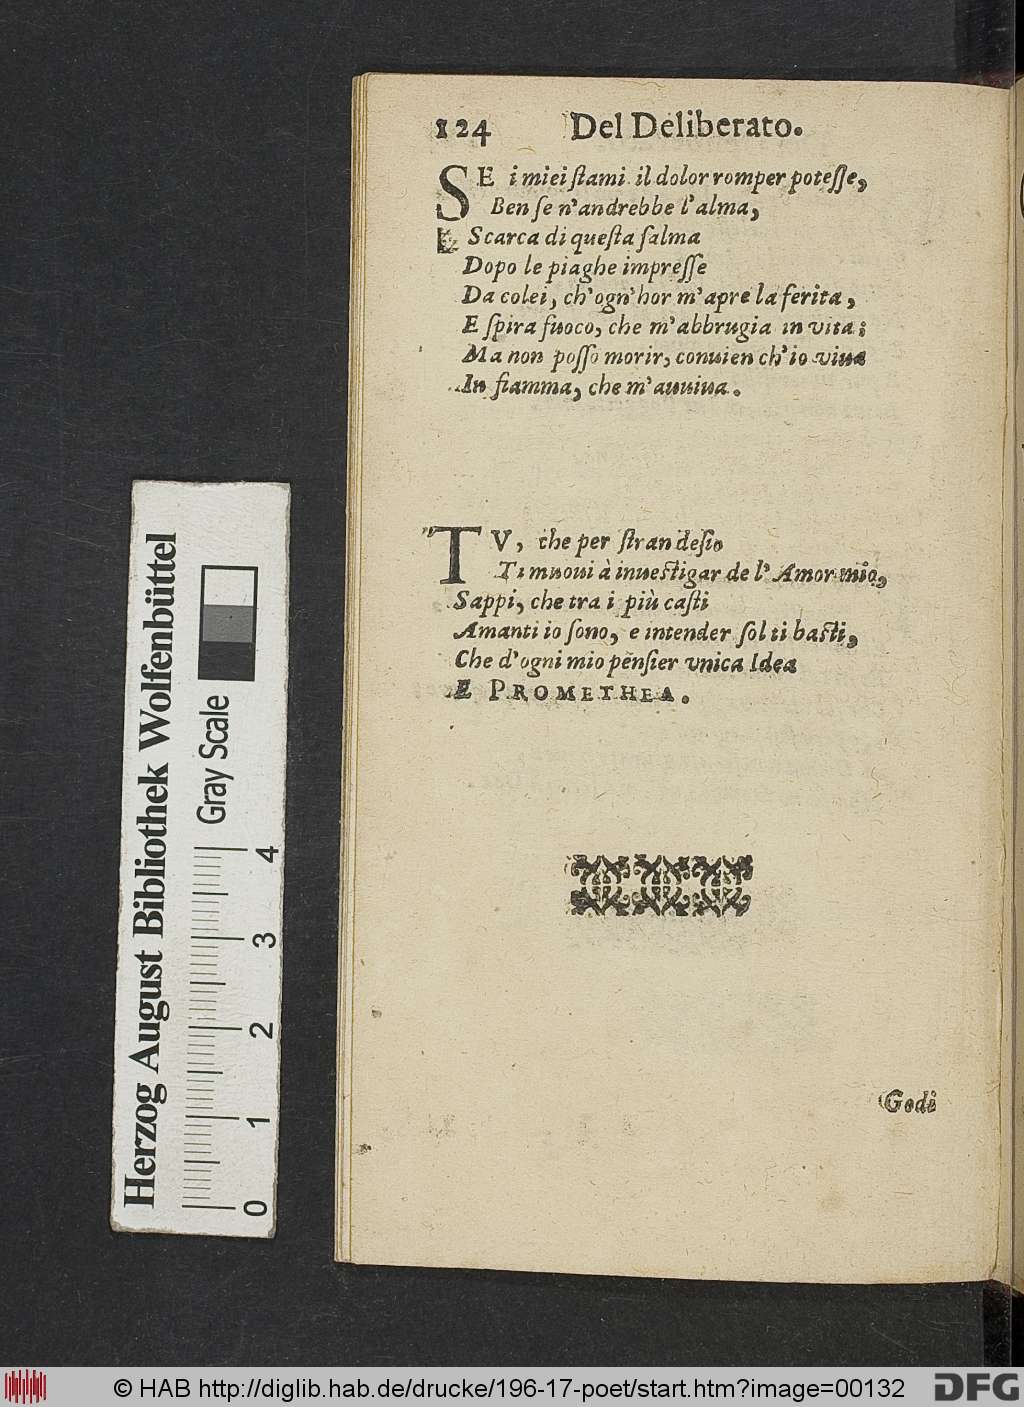 124 Del Deliberato.
SE i miei ſtami il dolor romper poteſſe,
Ben ſe n'andrebbe l'alma,
Scarca di queſta ſalma
Dopo le piaghe impreſſe
Da colei, ch'ogn'hor m'apre la ferita,
E ſpira fuoco, che m'abbrugia in vita;
Ma non poſſo morir, conuien ch'io viua
In fiamma, che m'auuiua.
TV, che per ſtran deſio
Ti muoui à inueſtigar de l'Amor mio,
Sappi, che tra i più caſti
Amanti io ſono, e intender ſol ti baſti,
Che d'ogni mio penſier vnica Idea
E PROMETHEA.
Godi
Herzog August Bibliothek Wolfenbüttel
Gray Scale
0 1 2 3 4
© HAB http://diglib.hab.de/drucke/196-17-poet/start.htm?image=00132
DFG